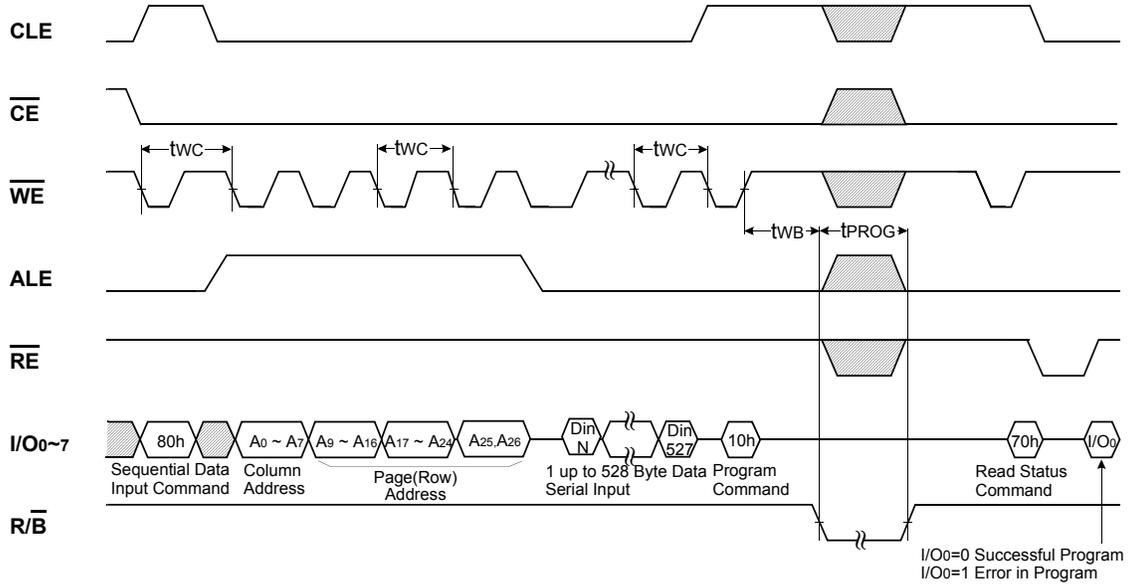 CLE
CE
tWC tWC tWC
WE
tWB tPROG
ALE
RE
I/O0~7 80h A0 ~ A7 A9 ~ A16 A17 ~ A24 A25,A26 Din N Din 527 10h 70h I/O0
Sequential Data Input Command
Column Address
Page(Row) Address
1 up to 528 Byte Data Serial Input
Program Command
Read Status Command
R/B
I/O0=0 Successful Program
I/O0=1 Error in Program